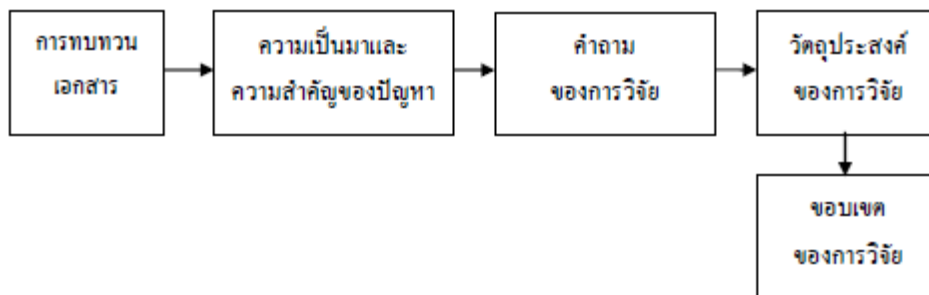 การทบทวน
เอกสาร
ความเป็นมาและ
ความสำคัญของปัญหา
คำถาม
ของการวิจัย
วัตถุประสงค์
ของการวิจัย
ขอบเขต
ของการวิจัย